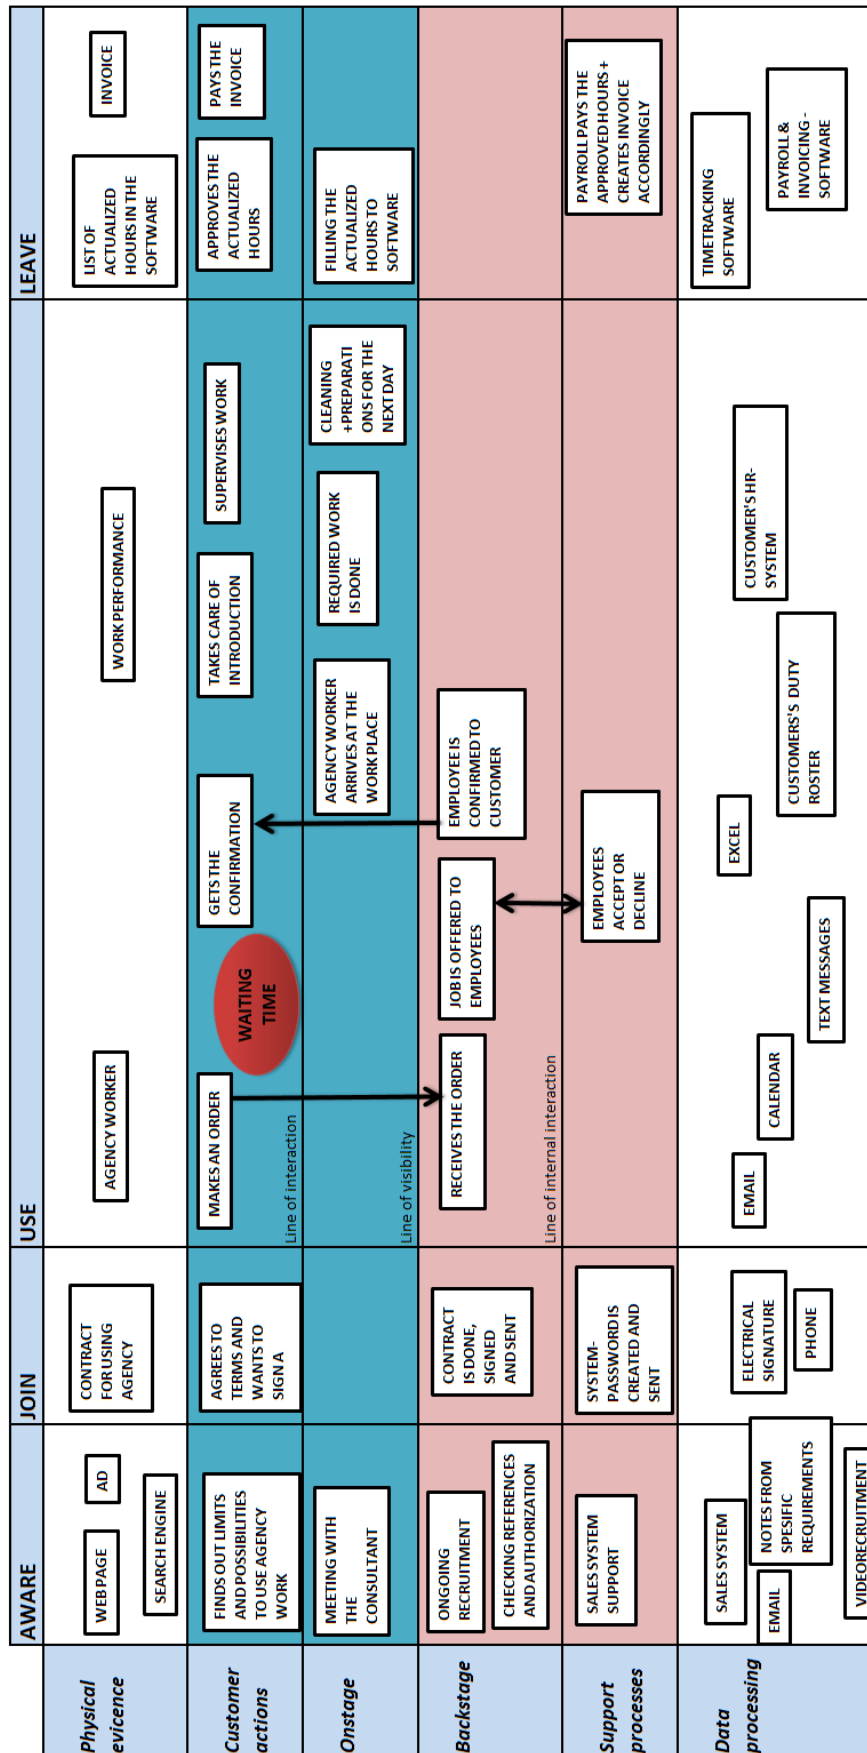 AWARE
JOIN
USE
LEAVE
Physical
evicence
WEB PAGE
AD
SEARCH ENGINE
CONTRACT
FOR USING
AGENCY
AGENCY WORKER
WORK PERFORMANCE
LIST OF
ACTUALIZED
HOURS IN THE
SOFTWARE
INVOICE
Customer
actions
FINDS OUT LIMITS
AND POSSIBILITIES
TO USE AGENCY
WORK
AGREES TO
TERMS AND
WANTS TO
SIGN A
MAKES AN ORDER
WAITING
TIME
GETS THE
CONFIRMATION
TAKES CARE OF
INTRODUCTION
SUPERVISES WORK
APPROVES THE
ACTUALIZED
HOURS
PAYS THE
INVOICE
Line of interaction
Onstage
MEETING WITH
THE
CONSULTANT
AGENCY WORKER
ARRIVES AT THE
WORK PLACE
REQUIRED WORK
IS DONE
CLEANING
+PREPARATI
ONS FOR THE
NEXT DAY
FILLING THE
ACTUALIZED
HOURS TO
SOFTWARE
Line of visibility
Backstage
ONGOING
RECRUITMENT
CHECKING REFERENCES
AND AUTHORIZATION
CONTRACT
IS DONE,
SIGNED
AND SENT
RECEIVES THE ORDER
JOB IS OFFERED TO
EMPLOYEES
EMPLOYEE IS
CONFIRMED TO
CUSTOMER
Line of internal interaction
Support
processes
SALES SYSTEM
SUPPORT
SYSTEM-
PASSWORD IS
CREATED AND
SENT
EMPLOYEES
ACCEPT OR
DECLINE
PAYROLL PAYS THE
APPROVED HOURS +
CREATES INVOICE
ACCORDINGLY
Data
processing
SALES SYSTEM
EMAIL
NOTES FROM
SPESIFIC
REQUIREMENTS
VIDEORECRUITMENT
ELECTRICAL
SIGNATURE
PHONE
EMAIL
CALENDAR
TEXT MESSAGES
EXCEL
CUSTOMERS'S DUTY
ROSTER
CUSTOMER'S HR-
SYSTEM
TIMETRACKING
SOFTWARE
PAYROLL &
INVOICING -
SOFTWARE